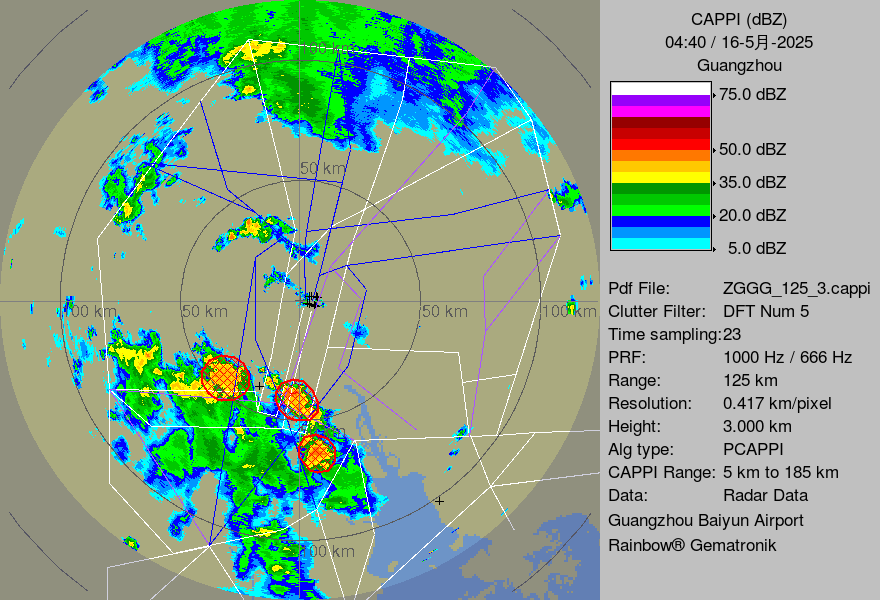 CAPPI (dBZ)
04:40 / 16-5月-2025
Guangzhou
75.0 dBZ
50.0 dBZ
35.0 dBZ
20.0 dBZ
5.0 dBZ
Pdf File: ZGGG_125_3.cappi
Clutter Filter: DFT Num 5
Time sampling:23
PRF: 1000 Hz / 666 Hz
Range: 125 km
Resolution: 0.417 km/pixel
Height: 3.000 km
Alg type: PCAPPI
CAPPI Range: 5 km to 185 km
Data: Radar Data
Guangzhou Baiyun Airport
Rainbow® Gematronik
100 km
50 km
00 km
50 km
50 km
100 km
100 km